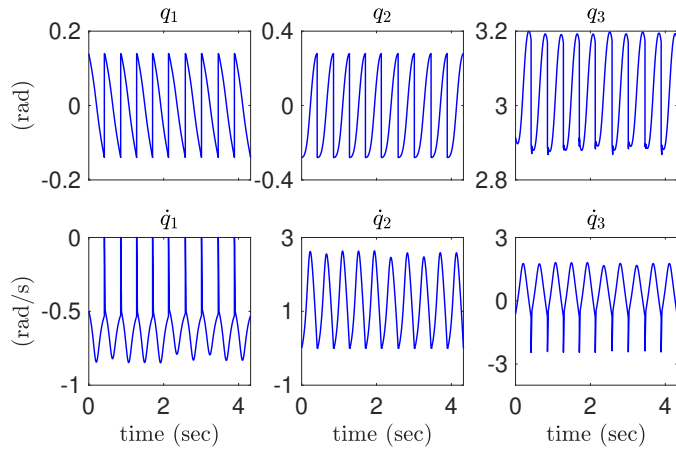 q₁ q₂ q₃
0.2 0.4 3.2
(rad) 0 0 3
-0.2 -0.4 2.8
q̇₁ q̇₂ q̇₃
0 3 3
(rad/s) -0.5 1 0
-1 -1 -3
0 2 4 0 2 4 0 2 4
time (sec) time (sec) time (sec)